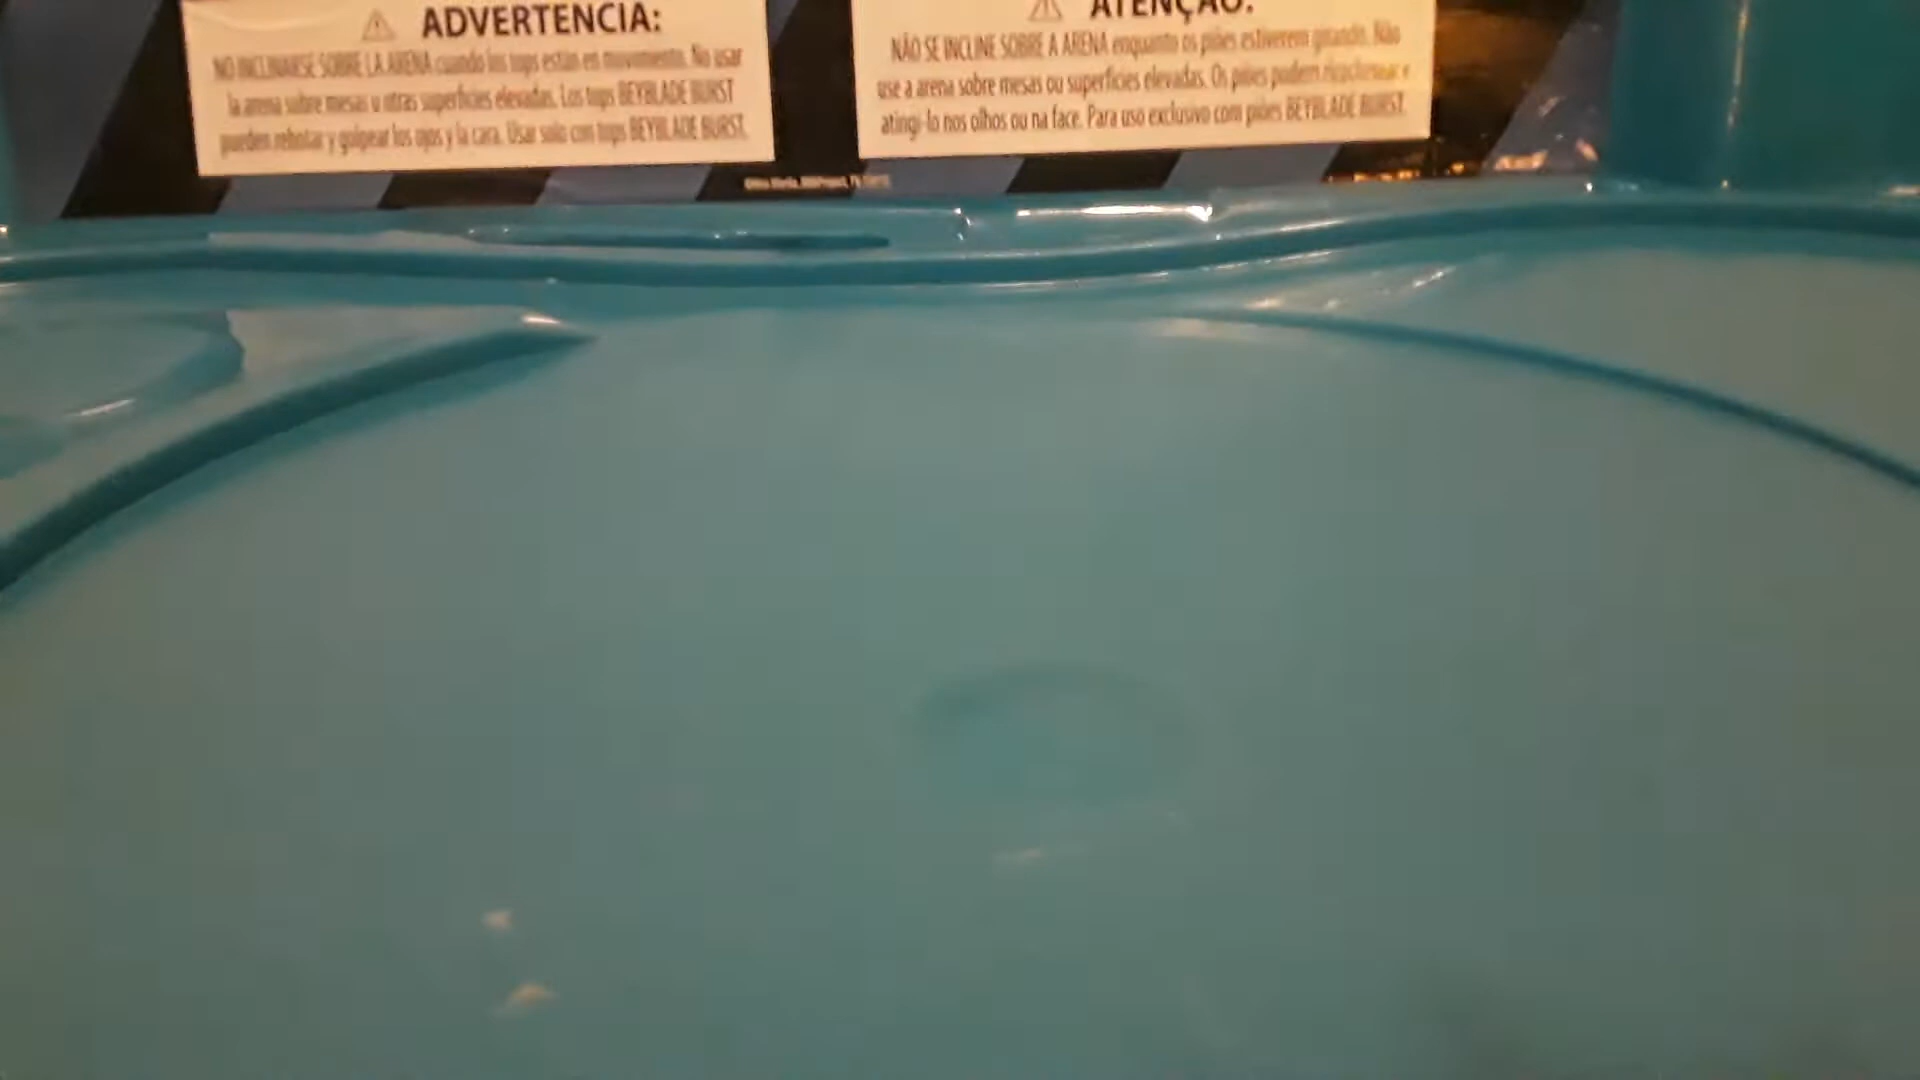 ADVERTENCIA:
NO INCLINARSE SOBRE LA ARENA cuando los tops están en movimiento. No usar
la arena sobre mesas u otras superficies elevadas. Los tops BEYBLADE BURST
pueden rebotar y golpear los ojos y la cara. Usar solo con tops BEYBLADE BURST.
ATENÇÃO:
NÃO SE INCLINE SOBRE A ARENA enquanto os piões estiverem girando. Não
use a arena sobre mesas ou superfícies elevadas. Os piões podem ricochetear e
atingi-lo nos olhos ou na face. Para uso exclusivo com piões BEYBLADE BURST.